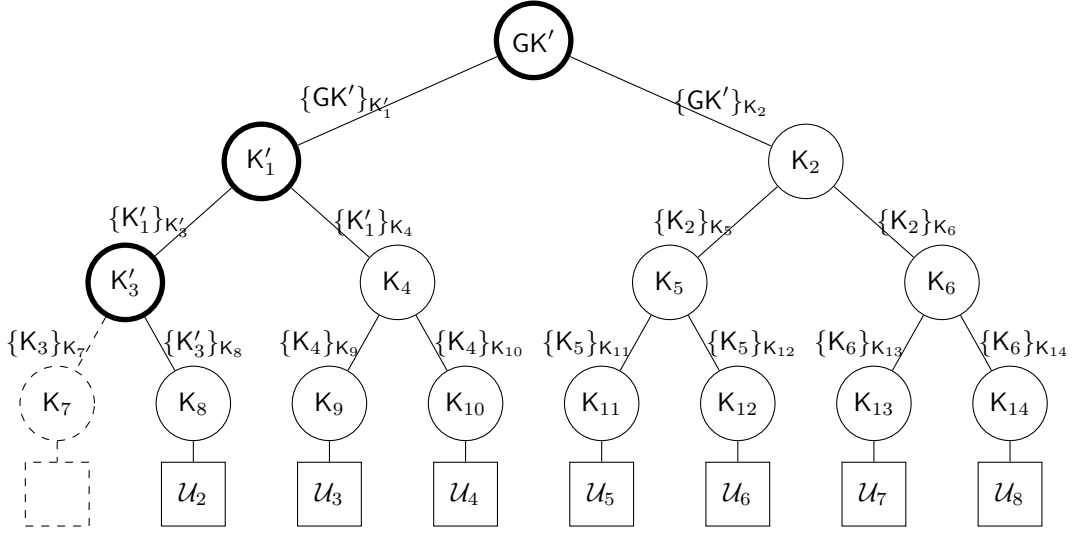 GK′
{GK′}K′₁ {GK′}K₂
K′₁ K₂
{K′₁}K′₃ {K′₁}K₄ {K₂}K₅ {K₂}K₆
K′₃ K₄ K₅ K₆
{K₃}K₇ {K′₃}K₈ {K₄}K₉ {K₄}K₁₀ {K₅}K₁₁ {K₅}K₁₂ {K₆}K₁₃ {K₆}K₁₄
K₇ K₈ K₉ K₁₀ K₁₁ K₁₂ K₁₃ K₁₄
𝒰₂ 𝒰₃ 𝒰₄ 𝒰₅ 𝒰₆ 𝒰₇ 𝒰₈